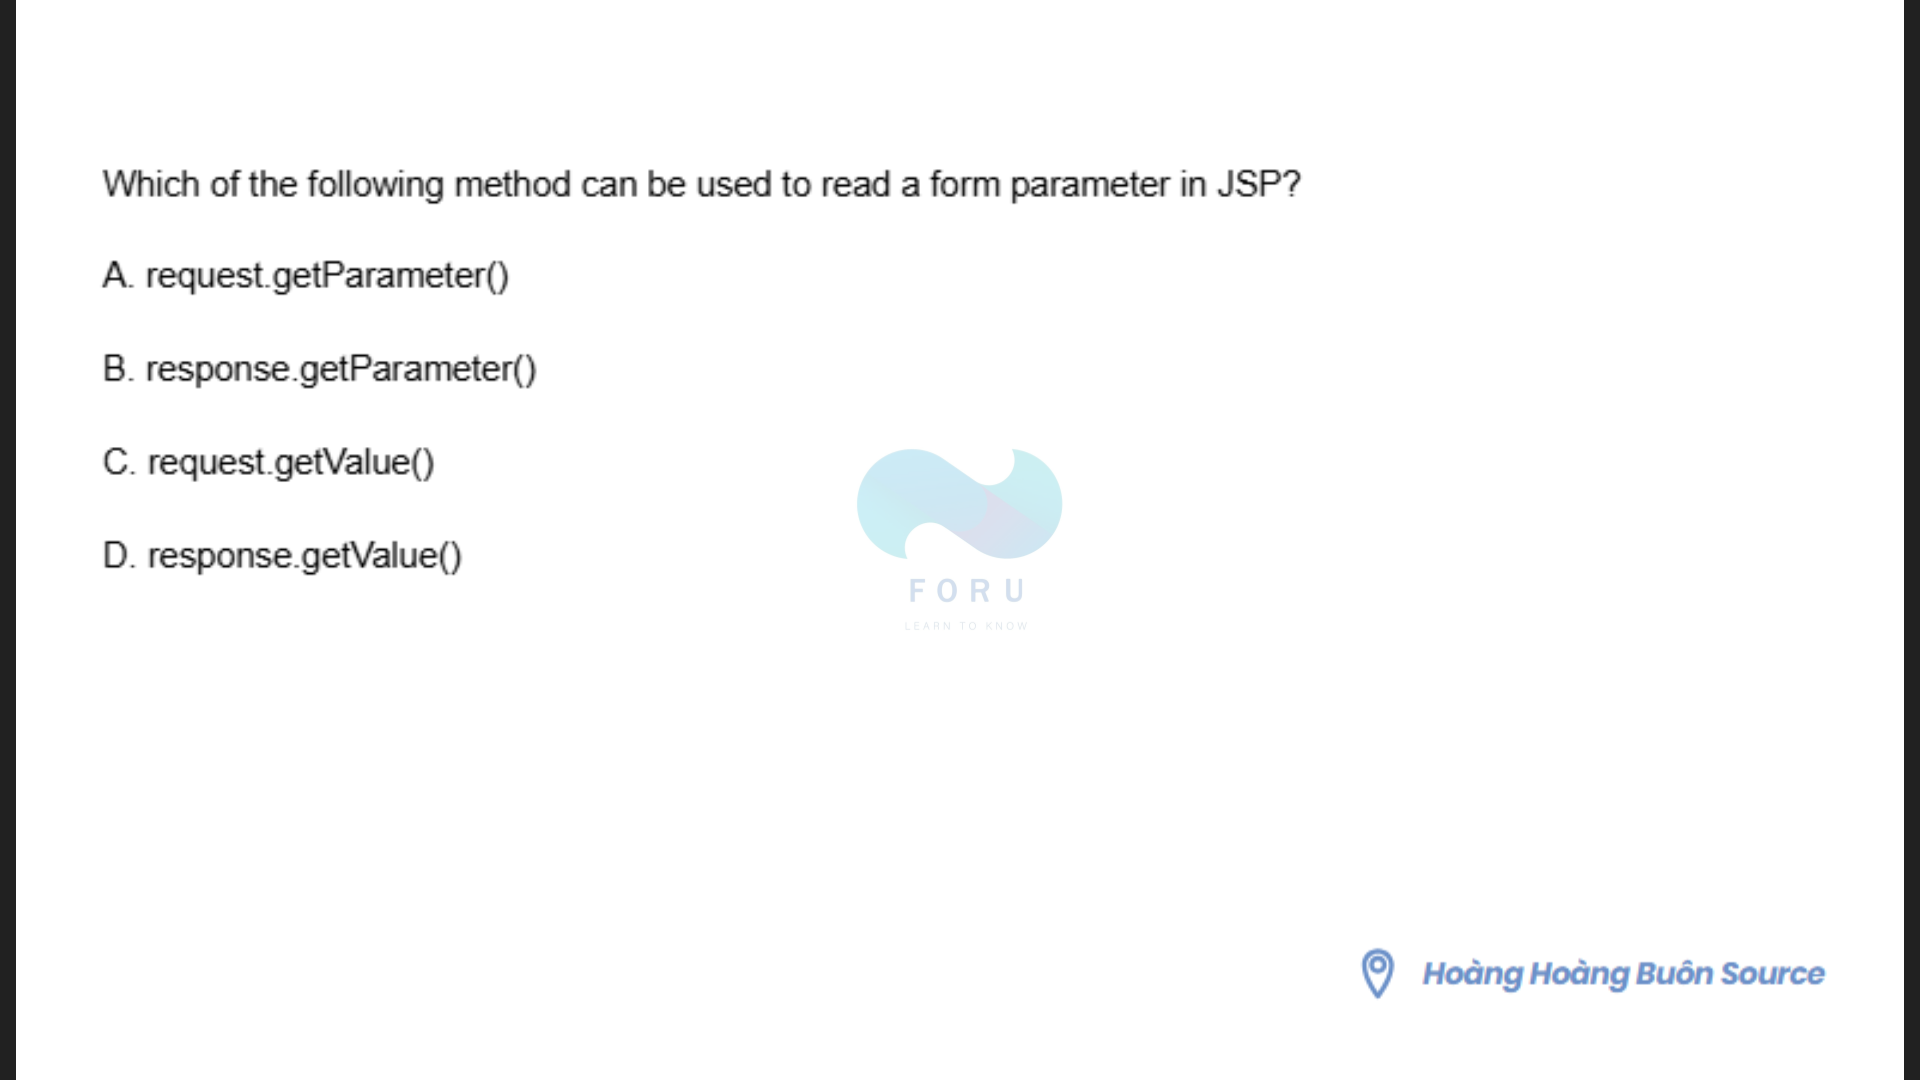 Which of the following method can be used to read a form parameter in JSP?
A. request.getParameter()
B. response.getParameter()
C. request.getValue()
D. response.getValue()
FORU
LEARN TO KNOW
Hoàng Hoàng Buôn Source